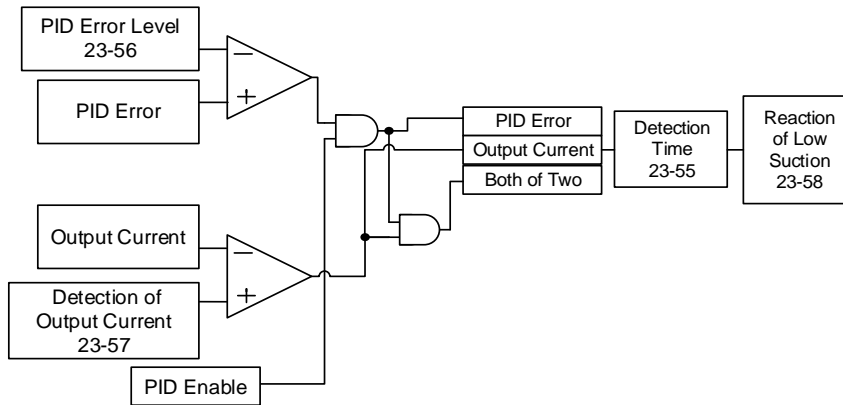 PID Error Level
23-56
PID Error
Output Current
Detection of
Output Current
23-57
PID Enable
PID Error
Output Current
Both of Two
Detection
Time
23-55
Reaction
of Low
Suction
23-58